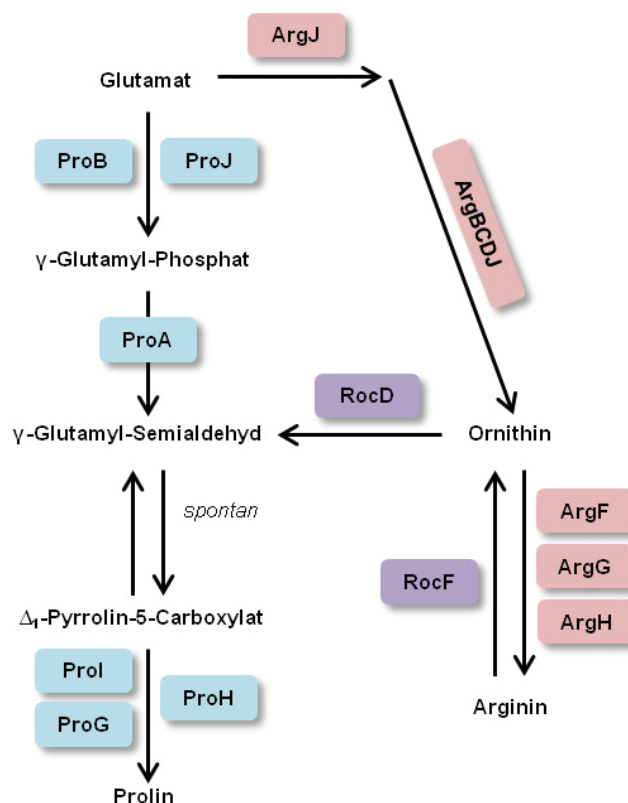 ArgJ
Glutamat
ProB
ProJ
ArgBCDJ
γ-Glutamyl-Phosphat
ProA
RocD
γ-Glutamyl-Semialdehyd
Ornithin
spontan
ArgF
ArgG
ArgH
RocF
Δ₁-Pyrrolin-5-Carboxylat
ProI
ProG
ProH
Arginin
Prolin